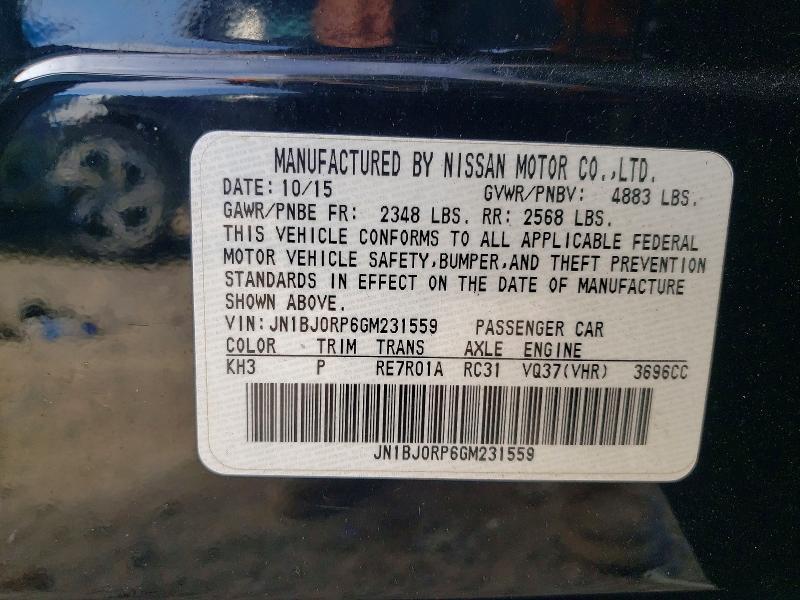 MANUFACTURED BY NISSAN MOTOR CO.,LTD.
DATE: 10/15 GVWR/PNBV: 4883 LBS.
GAWR/PNBE FR: 2348 LBS. RR: 2568 LBS.
THIS VEHICLE CONFORMS TO ALL APPLICABLE FEDERAL
MOTOR VEHICLE SAFETY,BUMPER,AND THEFT PREVENTION
STANDARDS IN EFFECT ON THE DATE OF MANUFACTURE
SHOWN ABOVE.
VIN:JN1BJ0RP6GM231559 PASSENGER CAR
COLOR TRIM TRANS AXLE ENGINE
KH3 P RE7R01A RC31 VQ37(VHR) 3696CC
JN1BJ0RP6GM231559